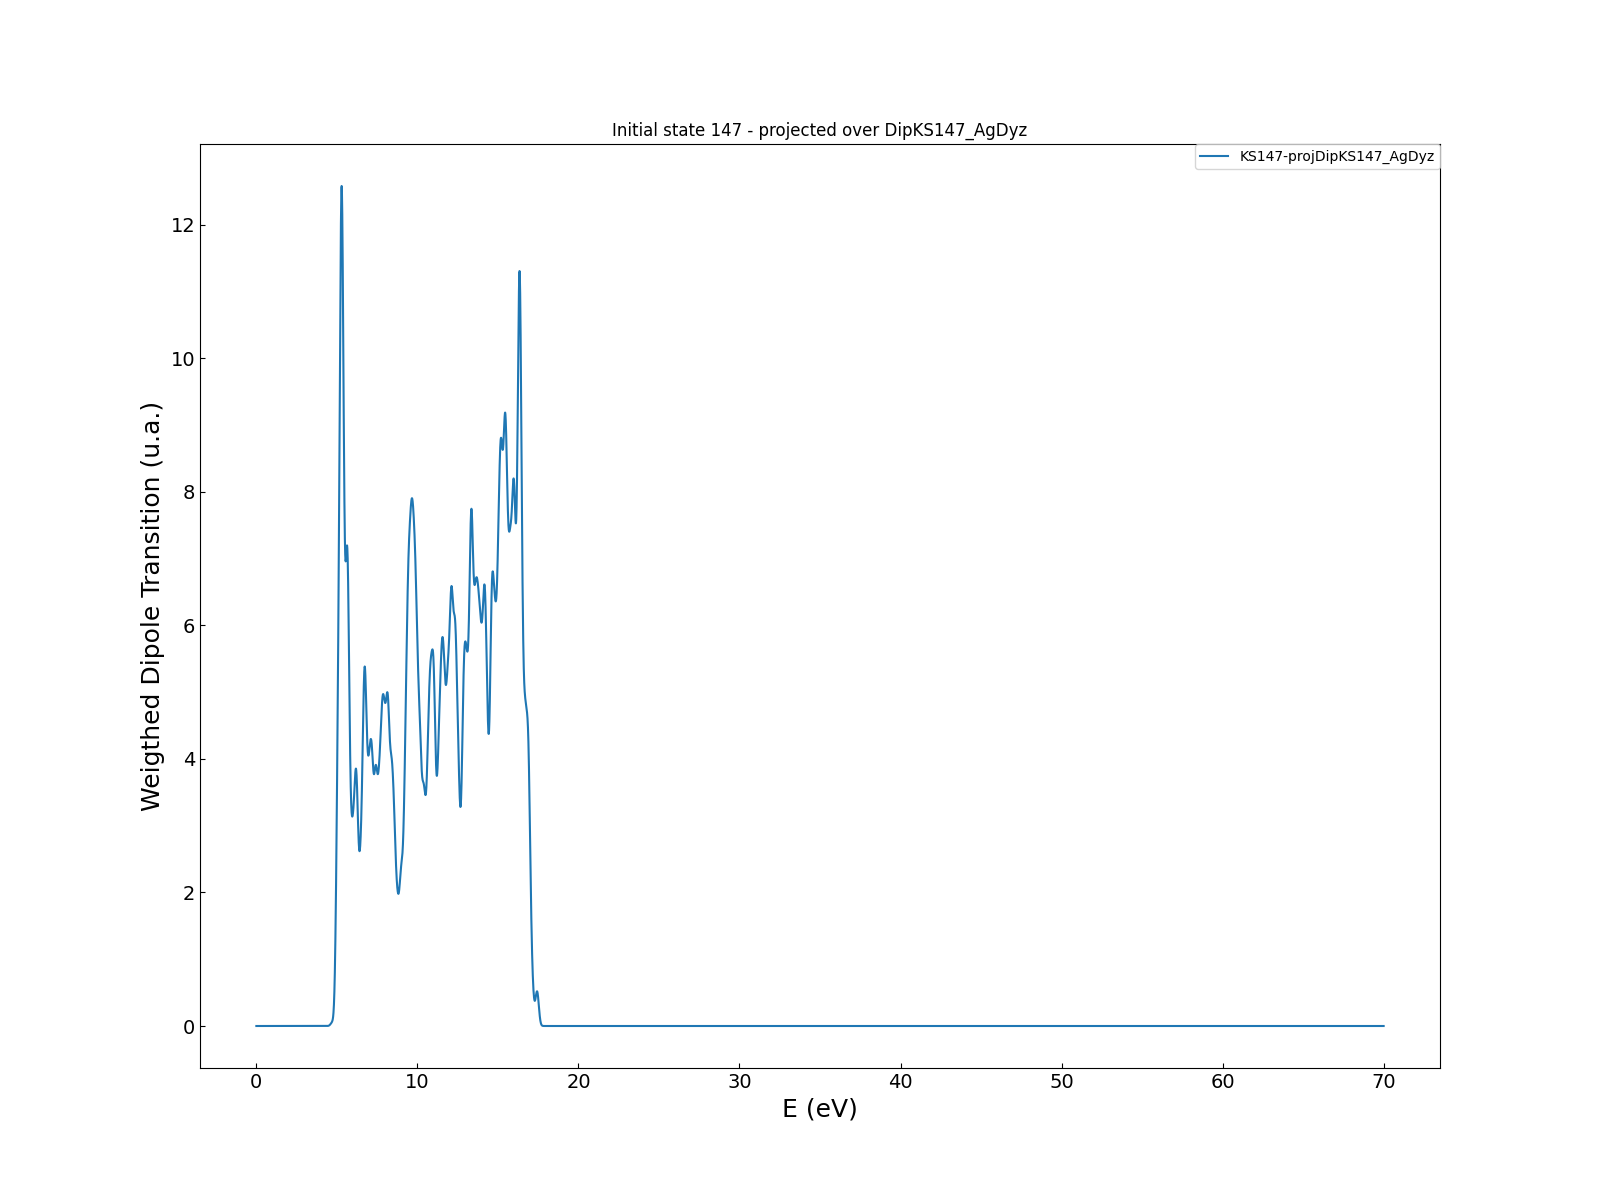 Initial state 147 - projected over DipKS147_AgDyz
KS147-projDipKS147_AgDyz
Weigthed Dipole Transition (u.a.)
12
10
8
6
4
2
0
0 10 20 30 40 50 60 70
E (eV)